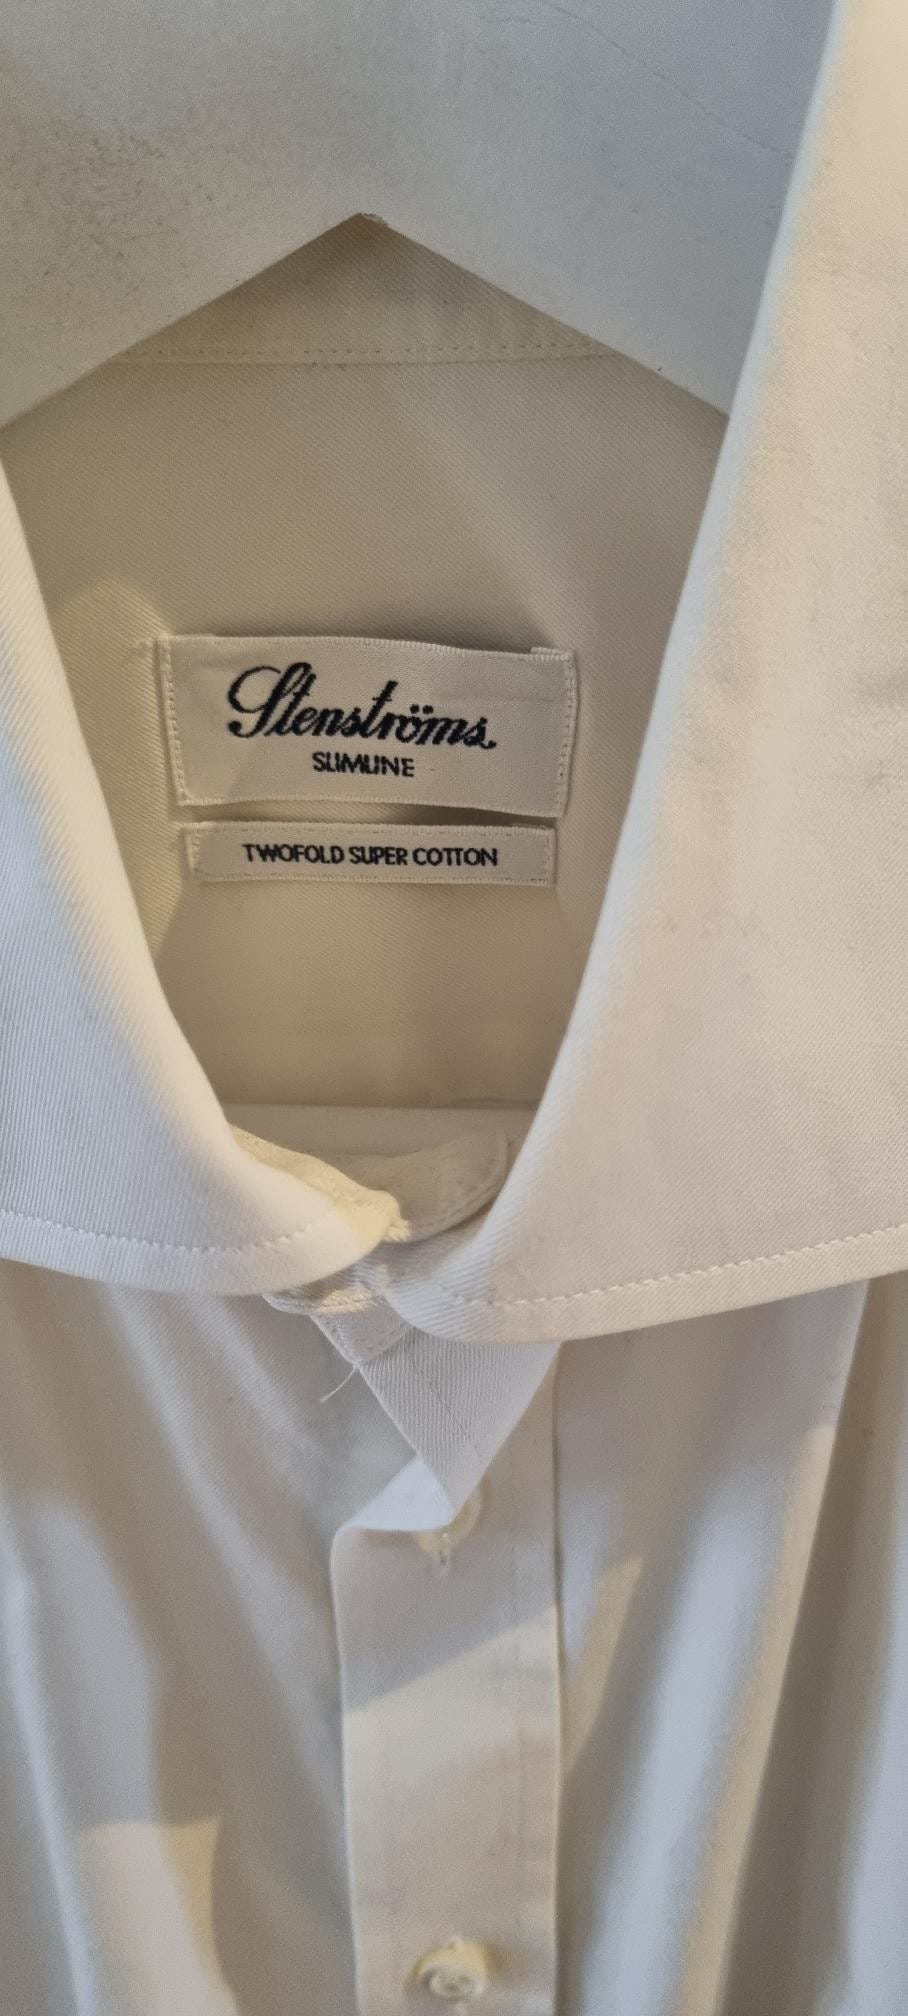 Stenströms
SLIMLINE
TWOFOLD SUPER COTTON